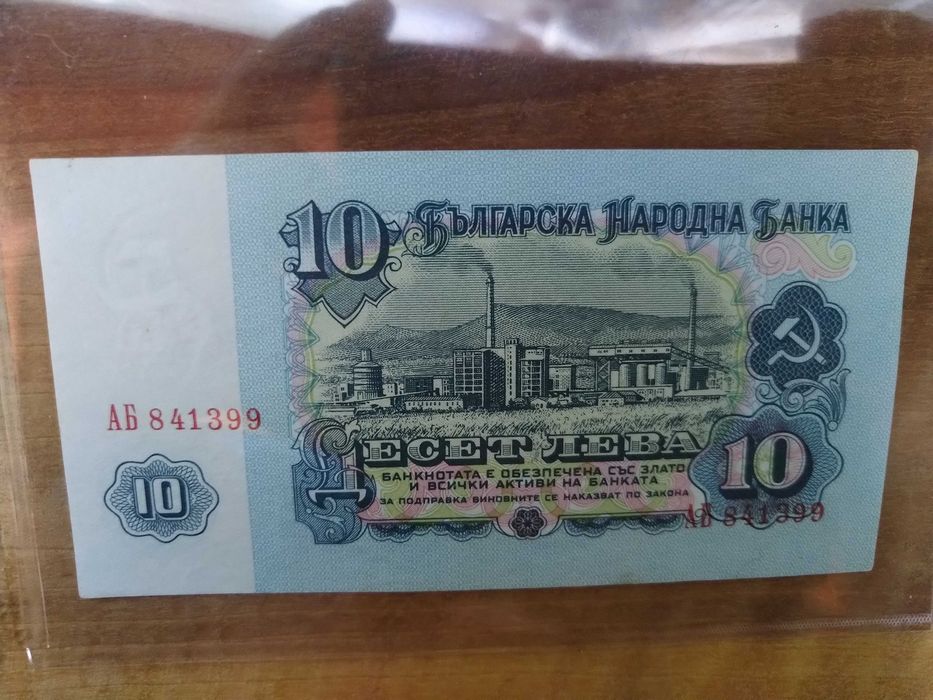 10
Българска Народна Банка
АБ 841399
10
ДЕСЕТ ЛЕВА
БАНКНОТАТА Е ОБЕЗПЕЧЕНА СЪС ЗЛАТО
И ВСИЧКИ АКТИВИ НА БАНКАТА
ЗА ПОДПРАВКА ВИНОВНИТЕ СЕ НАКАЗВАТ ПО ЗАКОНА
10
АБ 841399